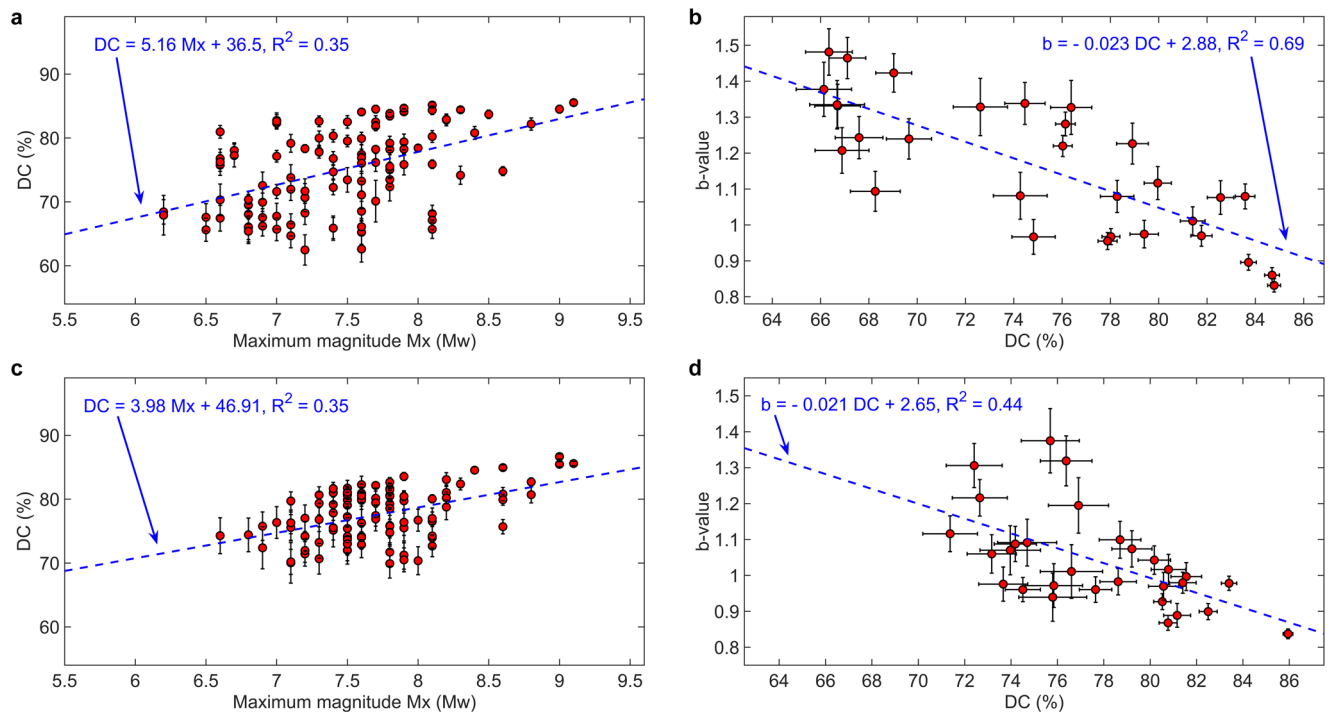 a
DC = 5.16 Mx + 36.5, R² = 0.35
90
80
70
60
DC (%)
5.5 6 6.5 7 7.5 8 8.5 9 9.5
Maximum magnitude Mx (Mw)
b
b = - 0.023 DC + 2.88, R² = 0.69
1.5
1.4
1.3
1.2
1.1
1
0.9
0.8
b-value
64 66 68 70 72 74 76 78 80 82 84 86
DC (%)
c
DC = 3.98 Mx + 46.91, R² = 0.35
90
80
70
60
DC (%)
5.5 6 6.5 7 7.5 8 8.5 9 9.5
Maximum magnitude Mx (Mw)
d
b = - 0.021 DC + 2.65, R² = 0.44
1.5
1.4
1.3
1.2
1.1
1
0.9
0.8
b-value
64 66 68 70 72 74 76 78 80 82 84 86
DC (%)